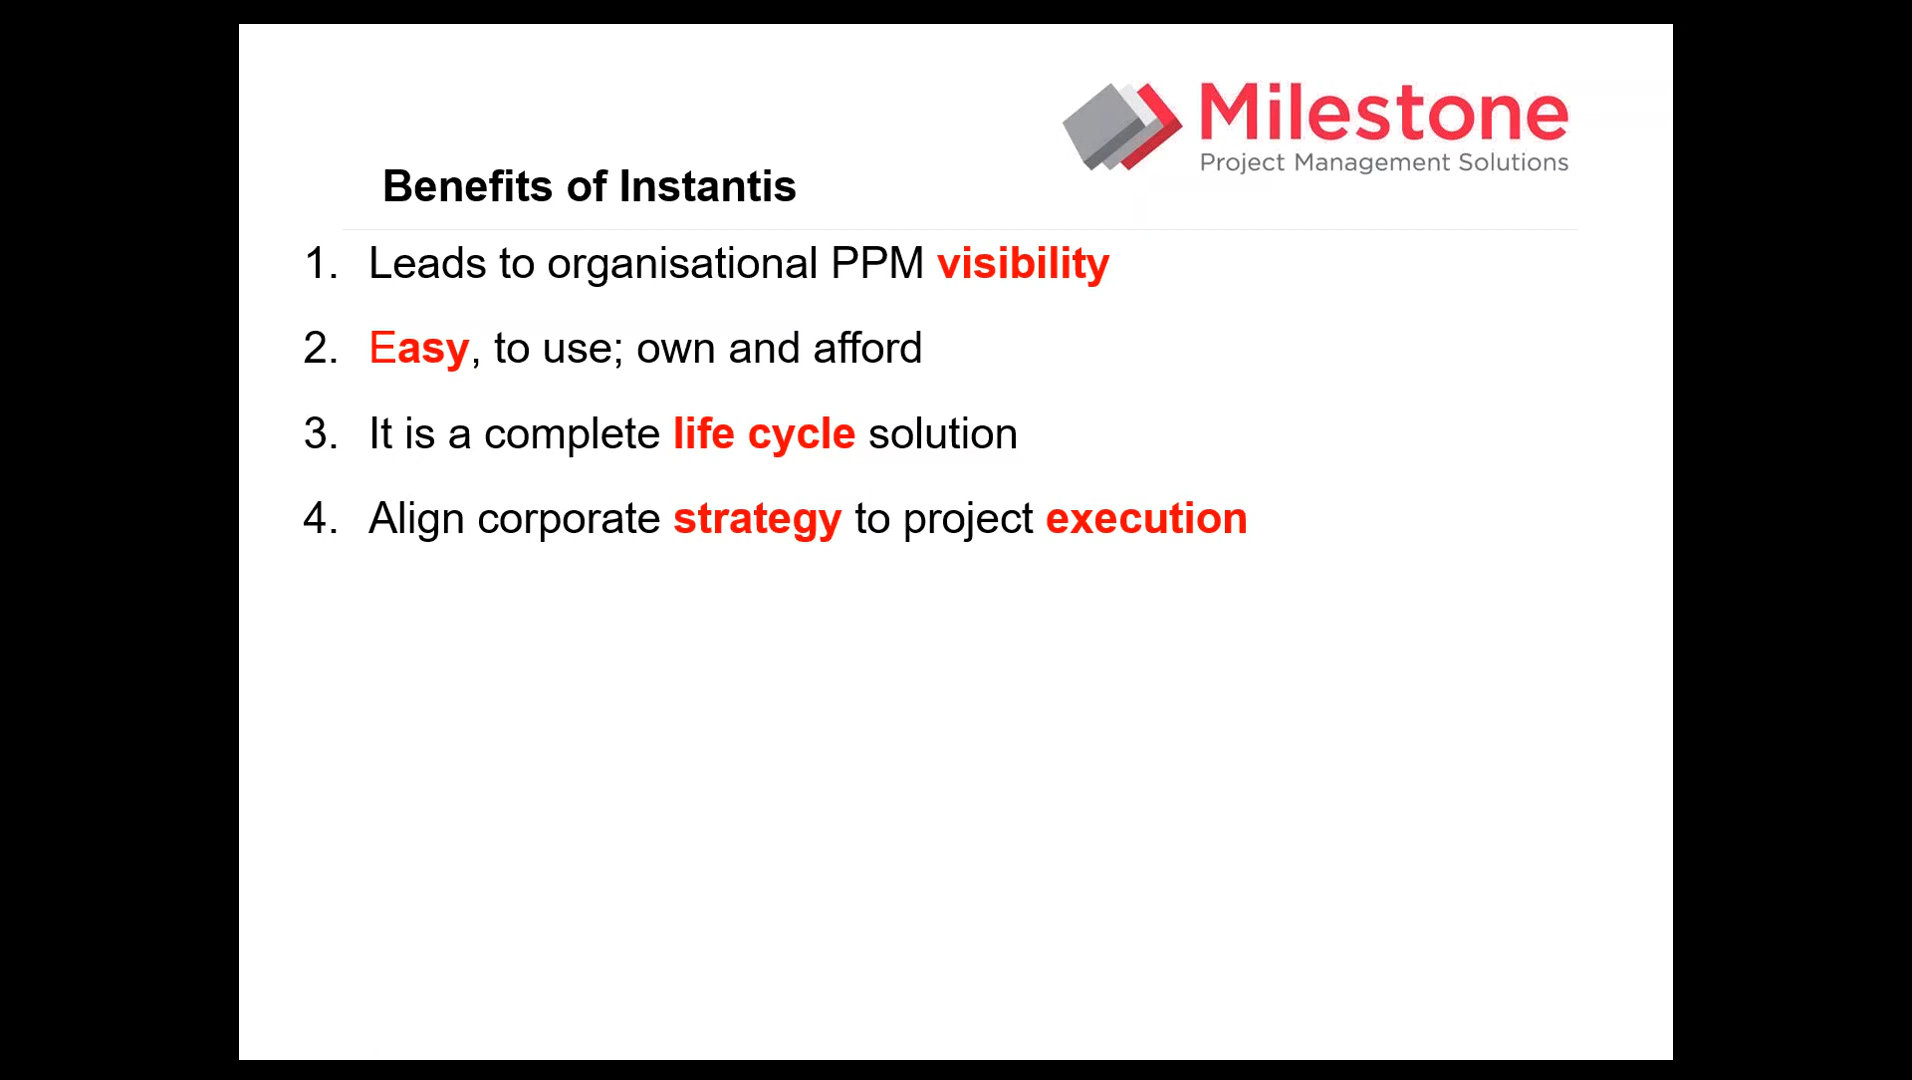 Milestone
Project Management Solutions
Benefits of Instantis
1. Leads to organisational PPM visibility
2. Easy, to use; own and afford
3. It is a complete life cycle solution
4. Align corporate strategy to project execution